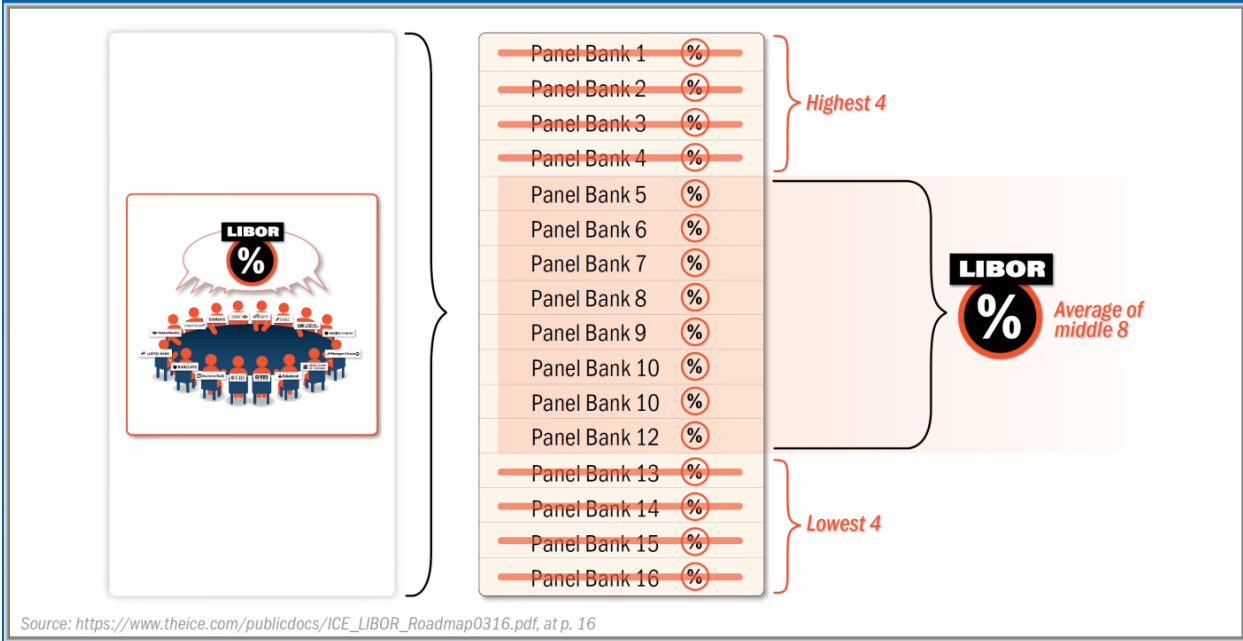 LIBOR
%
BARCLAYS
UBS
RBS
Rabobank
Panel Bank 1 %
Panel Bank 2 %
Panel Bank 3 %
Panel Bank 4 %
Highest 4
Panel Bank 5 %
Panel Bank 6 %
Panel Bank 7 %
Panel Bank 8 %
Panel Bank 9 %
Panel Bank 10 %
Panel Bank 10 %
Panel Bank 12 %
LIBOR
%
Average of
middle 8
Panel Bank 13 %
Panel Bank 14 %
Panel Bank 15 %
Panel Bank 16 %
Lowest 4
Source: https://www.theice.com/publicdocs/ICE_LIBOR_Roadmap0316.pdf, at p. 16